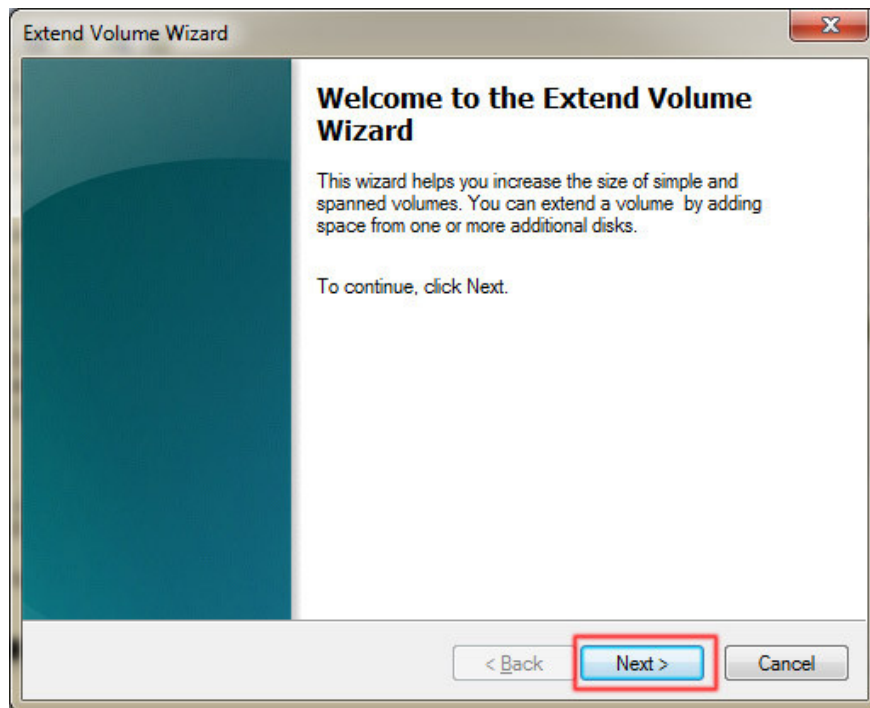 Extend Volume Wizard
Welcome to the Extend Volume
Wizard
This wizard helps you increase the size of simple and
spanned volumes. You can extend a volume  by adding
space from one or more additional disks.
To continue, click Next.
< Back
Next >
Cancel